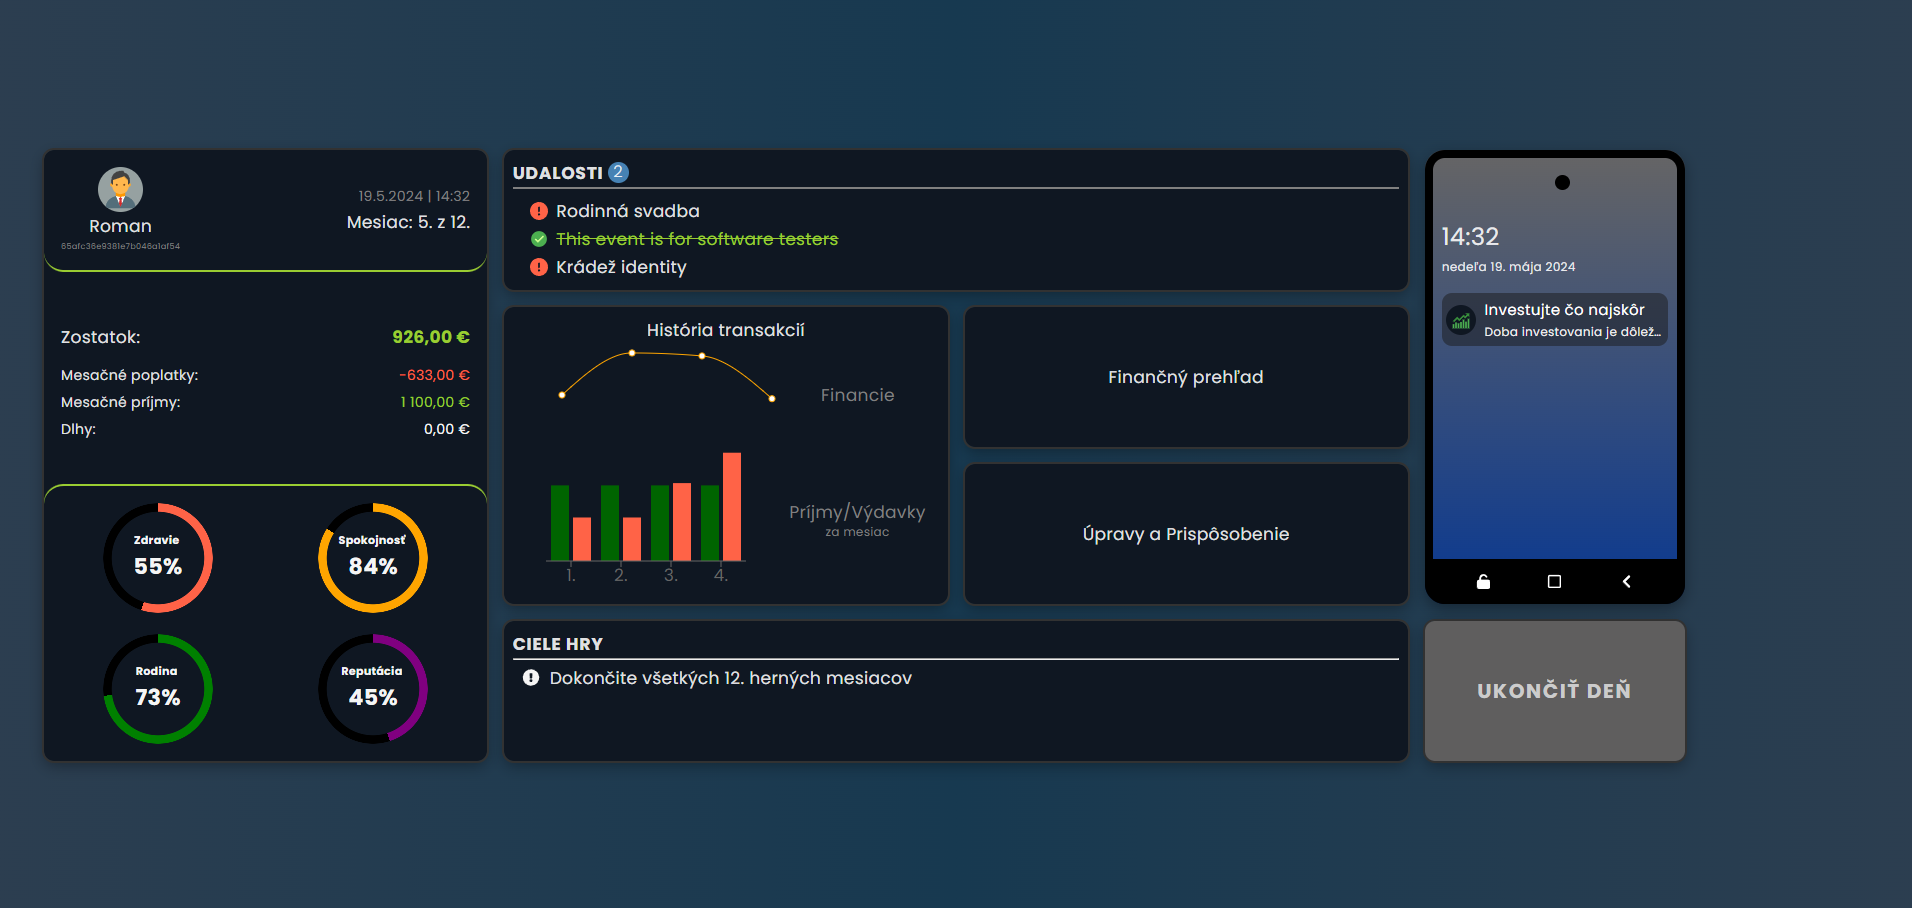 Roman
65afc36e9381e7b046a1af54
19.5.2024 | 14:32
Mesiac: 5. z 12.
Zostatok: 926,00 €
Mesačné poplatky: -633,00 €
Mesačné príjmy: 1 100,00 €
Dlhy: 0,00 €
Zdravie
55%
Spokojnosť
84%
Rodina
73%
Reputácia
45%
UDALOSTI 2
Rodinná svadba
This event is for software testers
Krádež identity
História transakcií
Financie
Príjmy/Výdavky
za mesiac
1. 2. 3. 4.
Finančný prehľad
Úpravy a Prispôsobenie
CIELE HRY
Dokončite všetkých 12. herných mesiacov
14:32
nedeľa 19. mája 2024
Investujte čo najskôr
Doba investovania je dôlež...
UKONČIŤ DEŇ